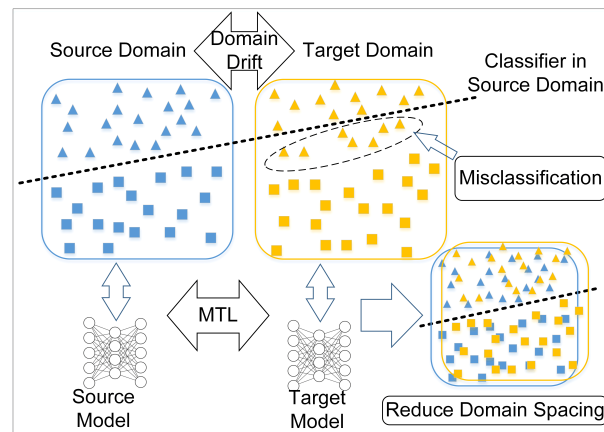 Source Domain
Domain
Drift
Target Domain
Classifier in
Source Domain
Misclassification
MTL
Source
Model
Target
Model
Reduce Domain Spacing